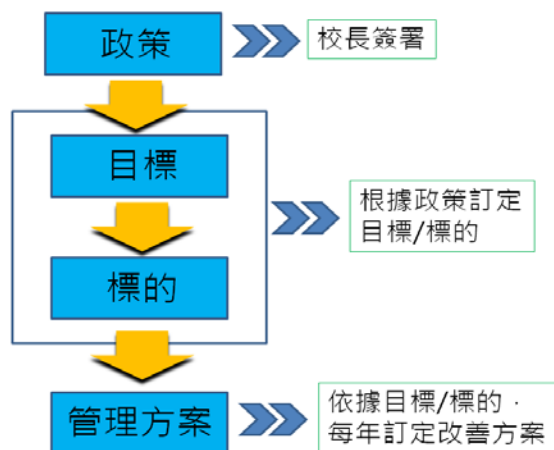 政策
校長簽署
目標
標的
根據政策訂定
目標/標的
管理方案
依據目標/標的，
每年訂定改善方案